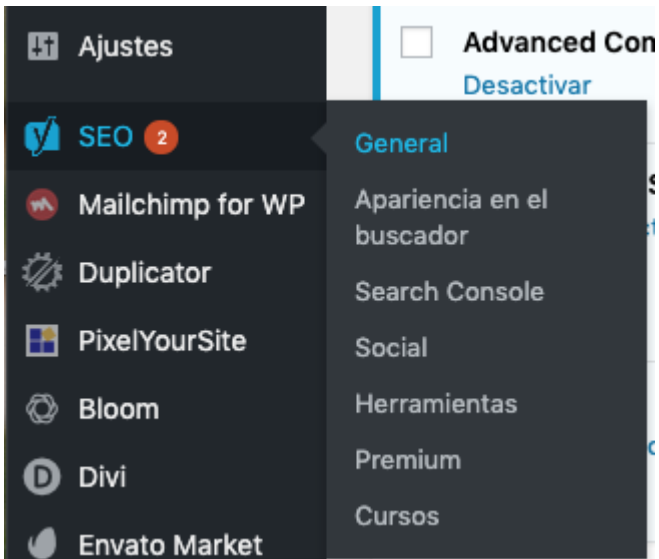 Ajustes
SEO 2
Mailchimp for WP
Duplicator
PixelYourSite
Bloom
Divi
Envato Market
General
Apariencia en el
buscador
Search Console
Social
Herramientas
Premium
Cursos
Advanced
Desactivar